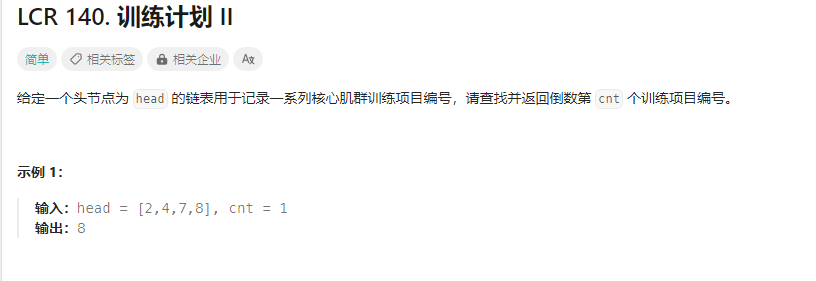 LCR 140. 训练计划 II
简单 相关标签 相关企业 Aあ
给定一个头节点为 head 的链表用于记录一系列核心肌群训练项目编号，请查找并返回倒数第 cnt 个训练项目编号。
示例 1：
输入：head = [2,4,7,8], cnt = 1
输出：8